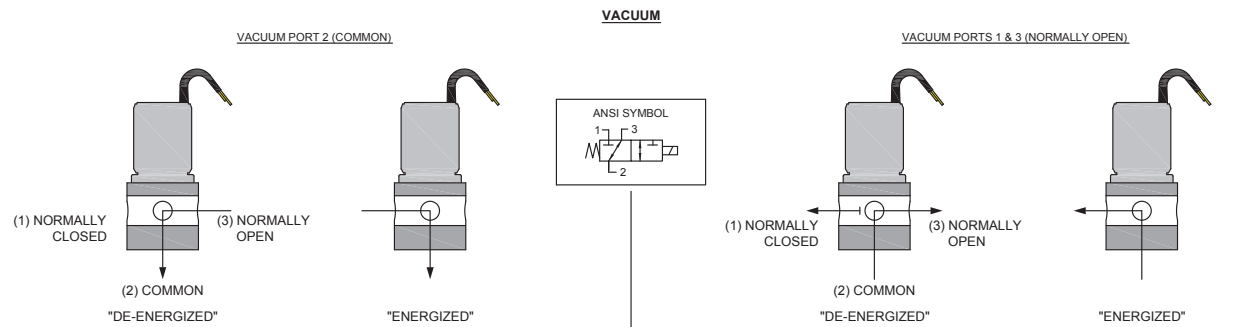 VACUUM
VACUUM PORT 2 (COMMON)
VACUUM PORTS 1 & 3 (NORMALLY OPEN)
ANSI SYMBOL
1
3
2
(1) NORMALLY
CLOSED
(3) NORMALLY
OPEN
(2) COMMON
"DE-ENERGIZED"
"ENERGIZED"
(1) NORMALLY
CLOSED
(3) NORMALLY
OPEN
(2) COMMON
"DE-ENERGIZED"
"ENERGIZED"